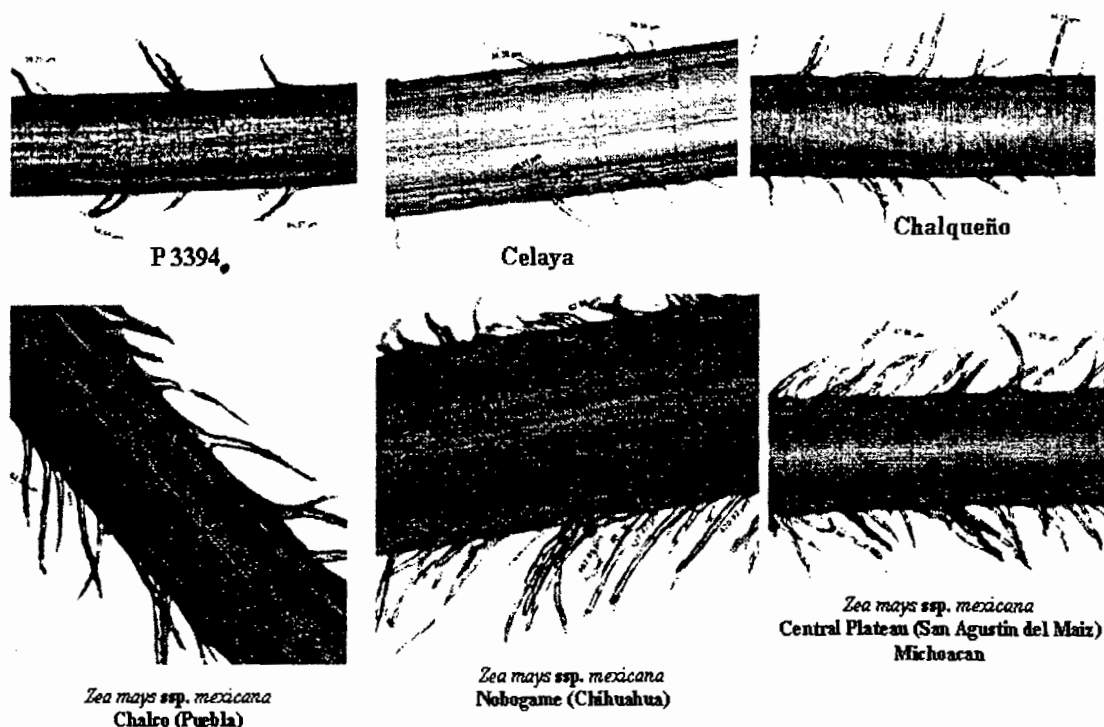 P 3394
Celaya
Chalqueño
Zea mays ssp. mexicana
Chalco (Puebla)
Zea mays ssp. mexicana
Nobogame (Chihuahua)
Zea mays ssp. mexicana
Central Plateau (San Agustin del Maiz)
Michoacan